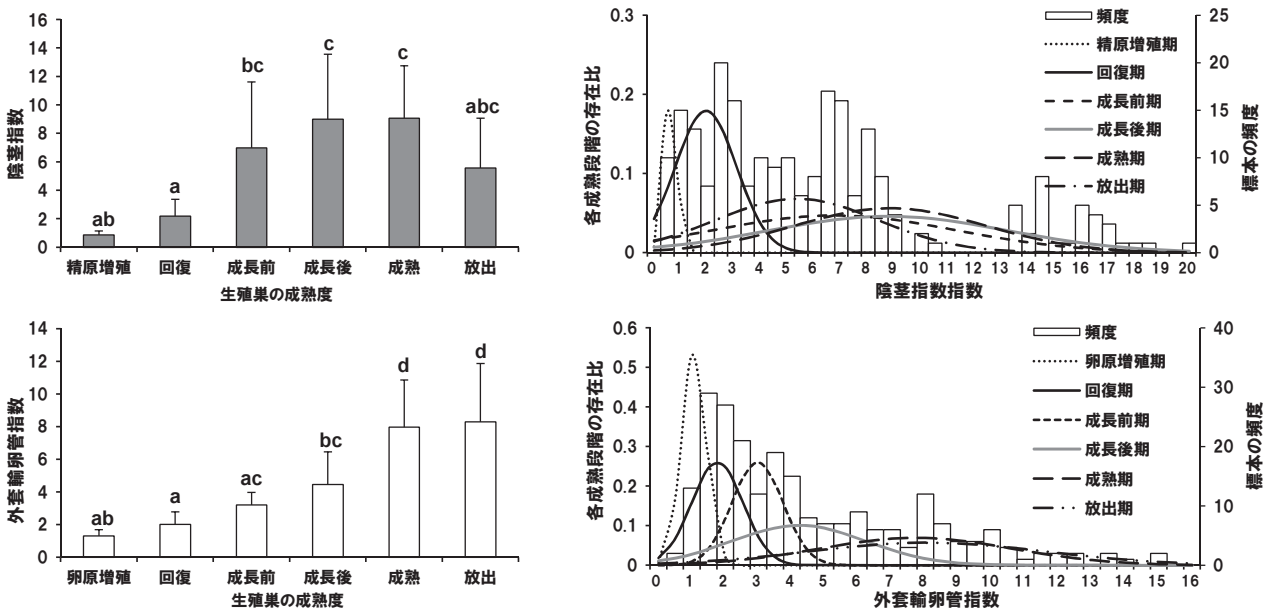 陰茎指数
16
14
12
10
8
6
4
2
0
ab
a
bc
c
c
abc
精原増殖 回復 成長前 成長後 成熟 放出
生殖巣の成熟度
各成熟段階の存在比
0.3
0.2
0.1
0
頻度
精原増殖期
回復期
成長前期
成長後期
成熟期
放出期
25
20
15
10
5
0
標本の頻度
0 1 2 3 4 5 6 7 8 9 10 11 12 13 14 15 16 17 18 19 20
陰茎指数指数
外套輸卵管指数
14
12
10
8
6
4
2
0
ab
a
ac
bc
d
d
卵原増殖 回復 成長前 成長後 成熟 放出
生殖巣の成熟度
各成熟段階の存在比
0.6
0.5
0.4
0.3
0.2
0.1
0
頻度
卵原増殖期
回復期
成長前期
成長後期
成熟期
放出期
40
30
20
10
0
標本の頻度
0 1 2 3 4 5 6 7 8 9 10 11 12 13 14 15 16
外套輸卵管指数